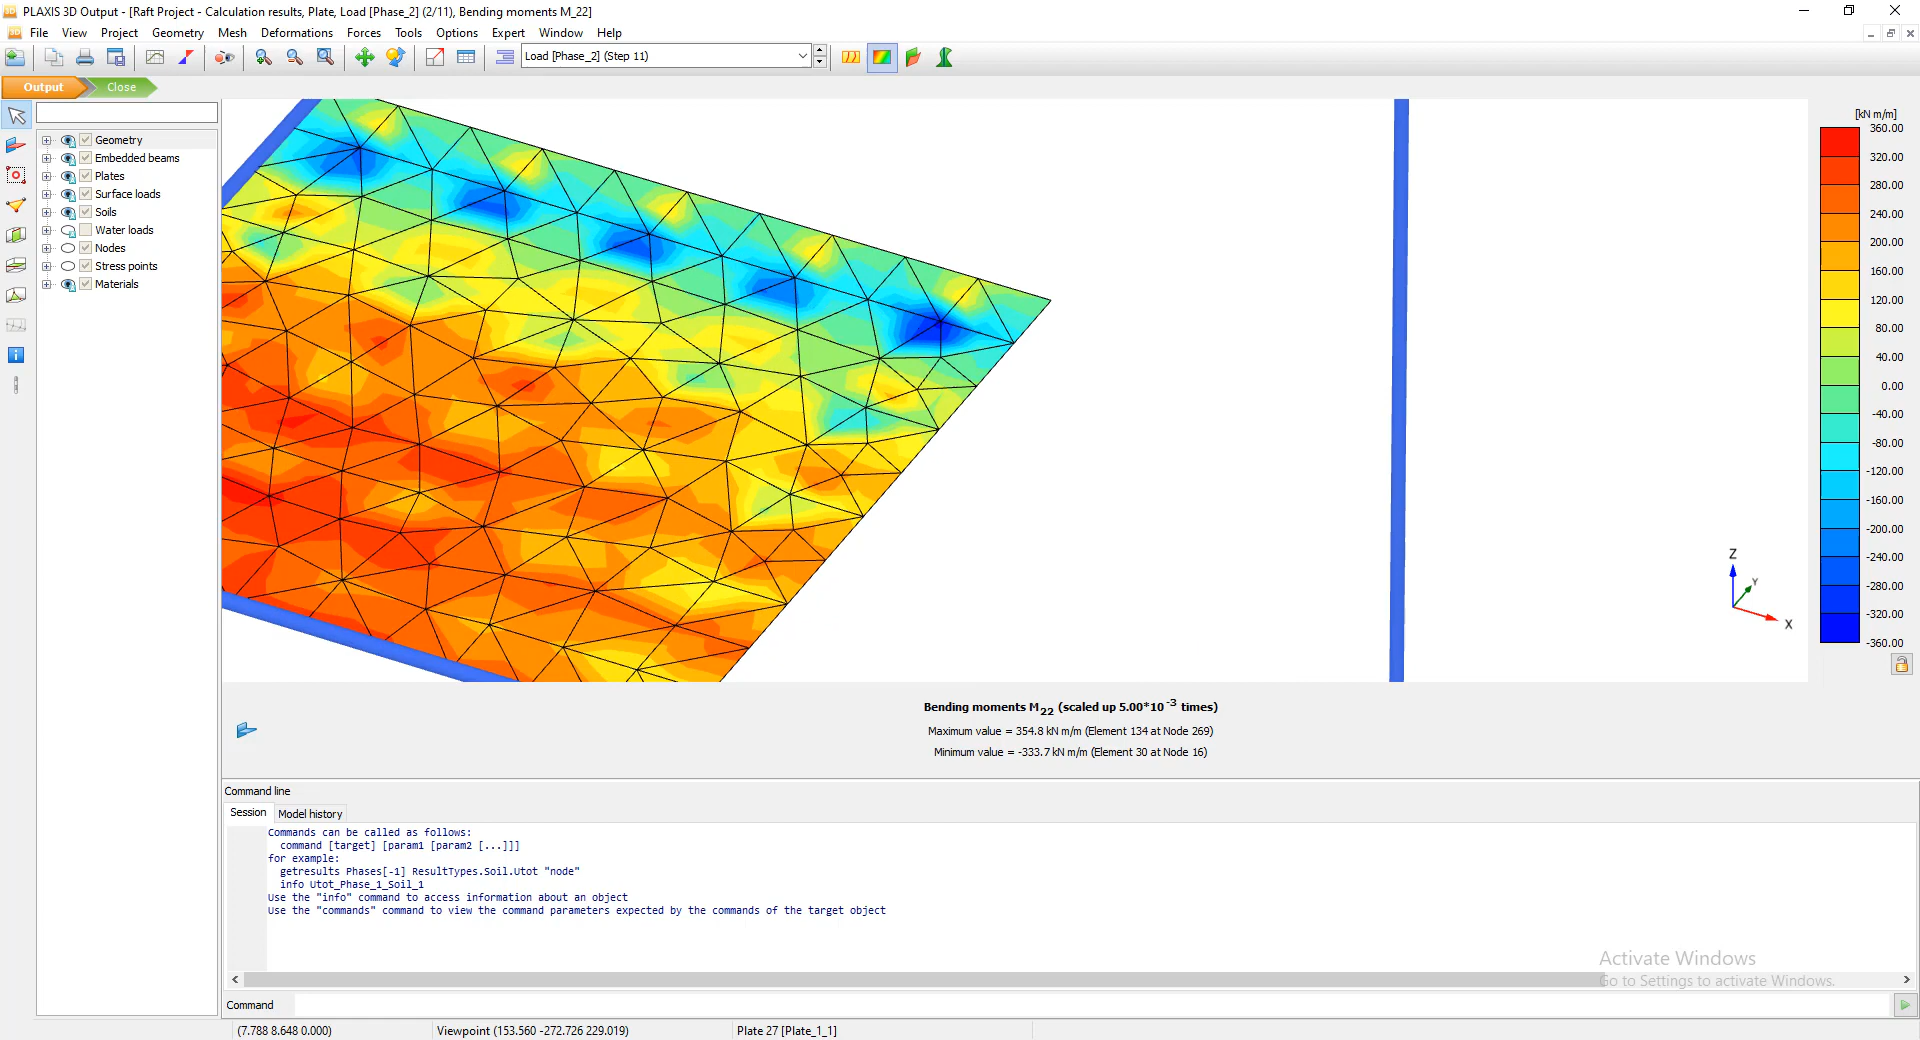 PLAXIS 3D Output - [Raft Project - Calculation results, Plate, Load [Phase_2] (2/11), Bending moments M_22]
File View Project Geometry Mesh Deformations Forces Tools Options Expert Window Help
Load [Phase_2] (Step 11)
Output Close
Geometry
Embedded beams
Plates
Surface loads
Soils
Water loads
Nodes
Stress points
Materials
[kN m/m]
360.00
320.00
280.00
240.00
200.00
160.00
120.00
80.00
40.00
0.00
-40.00
-80.00
-120.00
-160.00
-200.00
-240.00
-280.00
-320.00
-360.00
Z
Y
X
Bending moments M22 (scaled up 5.00*10-3 times)
Maximum value = 354.8 kN m/m (Element 134 at Node 269)
Minimum value = -333.7 kN m/m (Element 30 at Node 16)
Command line
Session Model history
Commands can be called as follows:
command [target] [param1 [param2 [...]]]
for example:
getresults Phases[-1] ResultTypes.Soil.Utot "node"
info Utot_Phase_1_Soil_1
Use the "info" command to access information about an object
Use the "commands" command to view the command parameters expected by the commands of the target object
Activate Windows
Go to Settings to activate Windows.
Command
(7.788 8.648 0.000) Viewpoint (153.560 -272.726 229.019) Plate 27 [Plate_1_1]